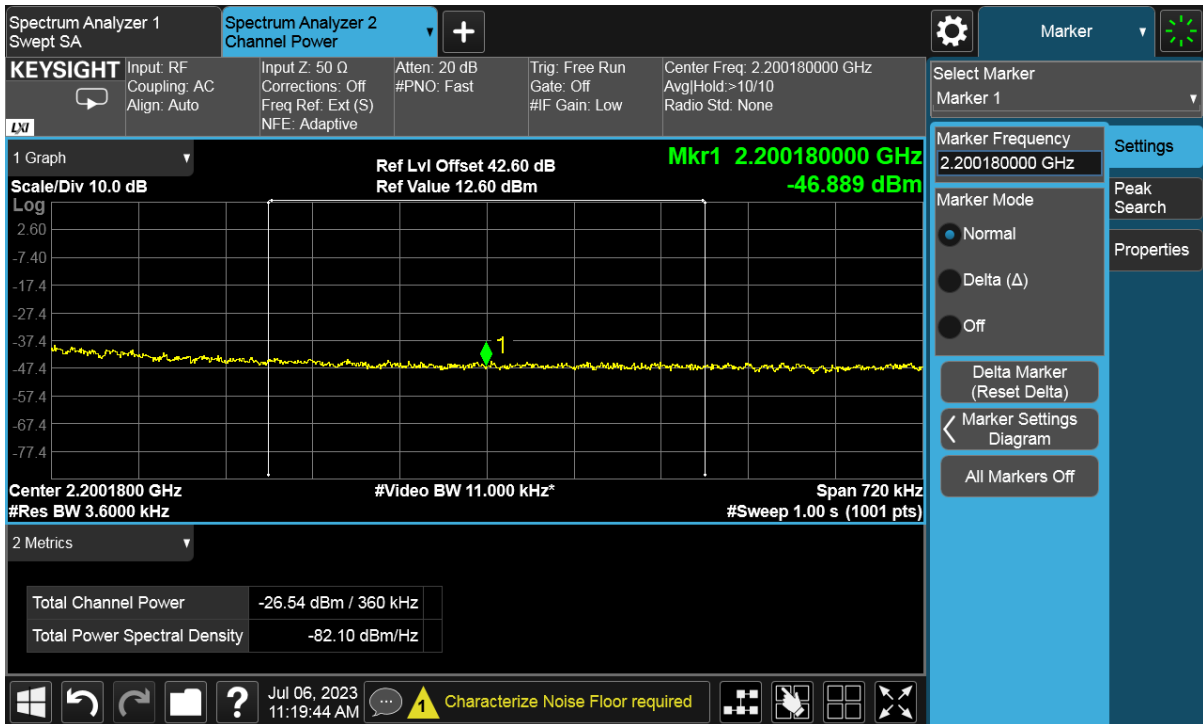 Spectrum Analyzer 1
Swept SA
Spectrum Analyzer 2
Channel Power
+
Marker
KEYSIGHT
Input: RF
Coupling: AC
Align: Auto
Input Z: 50 Ω
Corrections: Off
Freq Ref: Ext (S)
NFE: Adaptive
Atten: 20 dB
#PNO: Fast
Trig: Free Run
Gate: Off
#IF Gain: Low
Center Freq: 2.200180000 GHz
Avg|Hold:>10/10
Radio Std: None
LXI
Select Marker
Marker 1
1 Graph
Scale/Div 10.0 dB
Ref Lvl Offset 42.60 dB
Ref Value 12.60 dBm
Mkr1 2.200180000 GHz
-46.889 dBm
Log
2.60
-7.40
-17.4
-27.4
-37.4
-47.4
-57.4
-67.4
-77.4
1
Center 2.2001800 GHz
#Res BW 3.6000 kHz
#Video BW 11.000 kHz*
Span 720 kHz
#Sweep 1.00 s (1001 pts)
Marker Frequency
2.200180000 GHz
Marker Mode
Normal
Delta (Δ)
Off
Delta Marker
(Reset Delta)
Marker Settings
Diagram
All Markers Off
Settings
Peak
Search
Properties
2 Metrics
Total Channel Power -26.54 dBm / 360 kHz
Total Power Spectral Density -82.10 dBm/Hz
?
Jul 06, 2023
11:19:44 AM
1
Characterize Noise Floor required